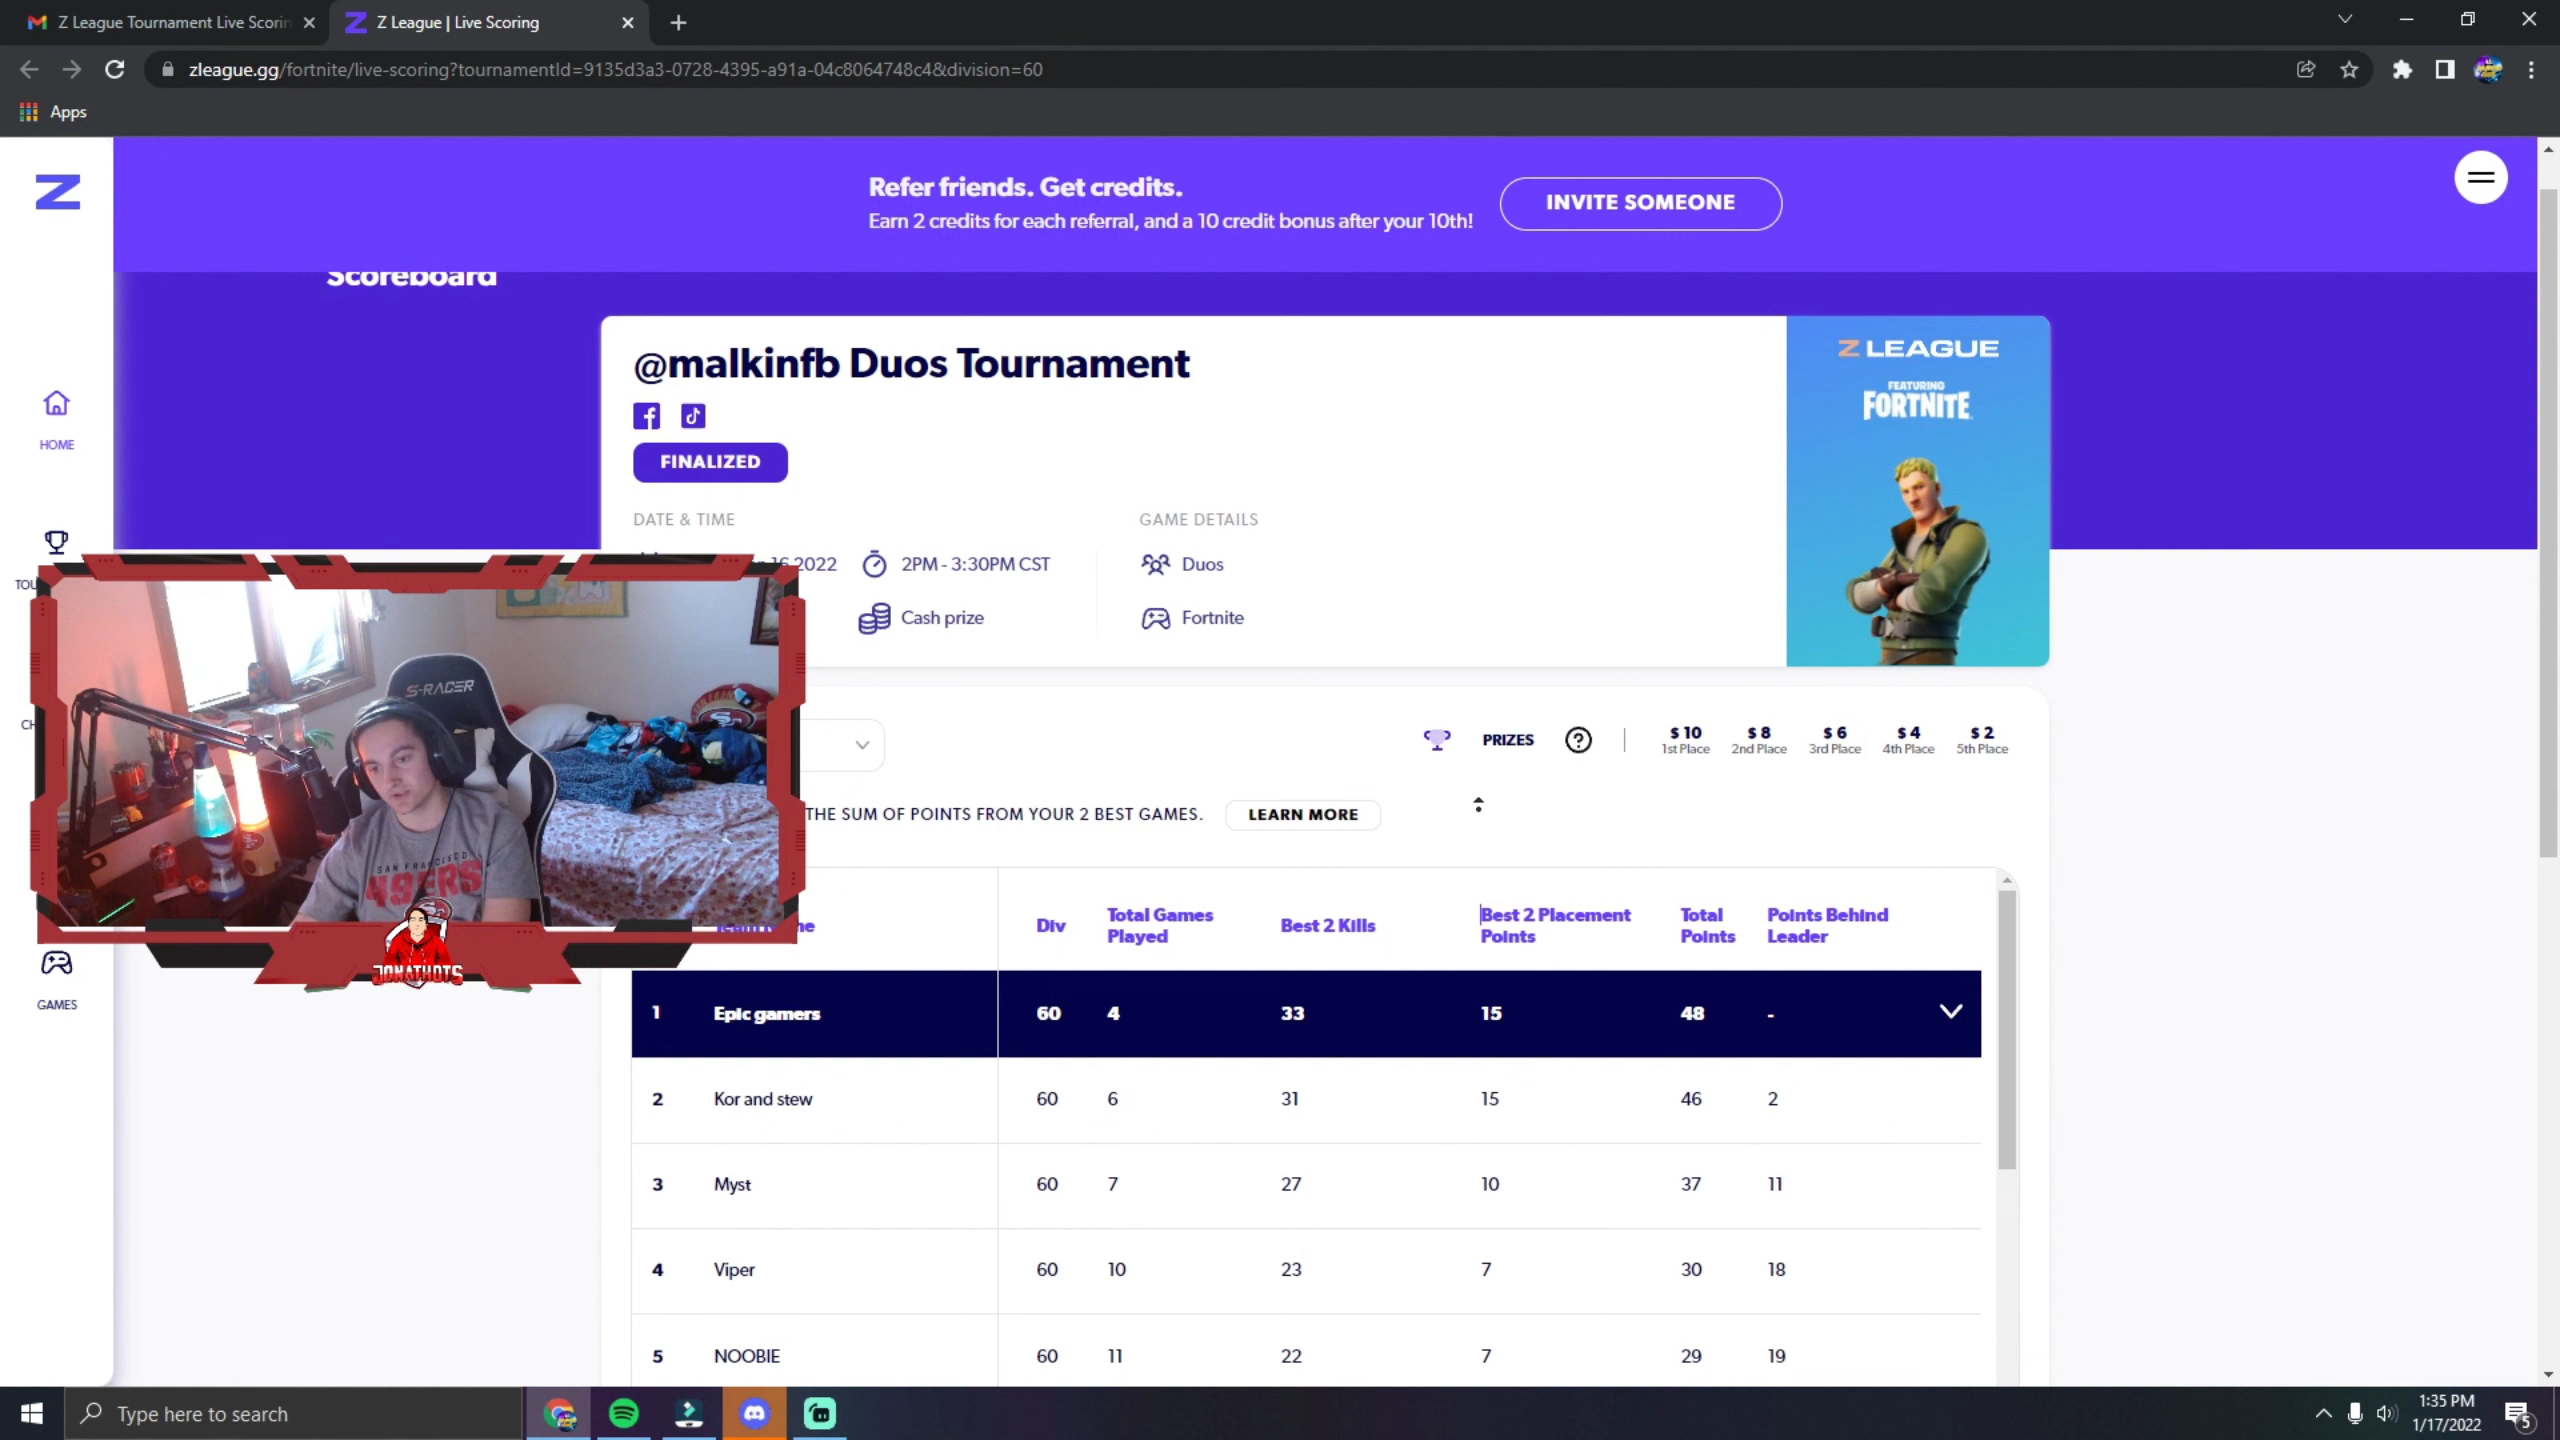 Z League Tournament Live Scorin
Z League | Live Scoring
zleague.gg/fortnite/live-scoring?tournamentId=9135d3a3-0728-4395-a91a-04c8064748c4&division=60
Apps
Z
Refer friends. Get credits.
Earn 2 credits for each referral, and a 10 credit bonus after your 10th!
INVITE SOMEONE
Scoreboard
HOME
@malkinfb Duos Tournament
FINALIZED
Z LEAGUE
FEATURING
FORTNITE
DATE & TIME
GAME DETAILS
16 2022
2PM - 3:30PM CST
Duos
Cash prize
Fortnite
TOU
CH
S-RACER
SAN FRANCISCO
49ERS
JONATHOTS
GAMES
PRIZES
$ 10
1st Place
$ 8
2nd Place
$ 6
3rd Place
$ 4
4th Place
$ 2
5th Place
THE SUM OF POINTS FROM YOUR 2 BEST GAMES.
LEARN MORE
Div
Total Games Played
Best 2 Kills
Best 2 Placement Points
Total Points
Points Behind Leader
1 Epic gamers 60 4 33 15 48 -
2 Kor and stew 60 6 31 15 46 2
3 Myst 60 7 27 10 37 11
4 Viper 60 10 23 7 30 18
5 NOOBIE 60 11 22 7 29 19
Type here to search
1:35 PM
1/17/2022
5